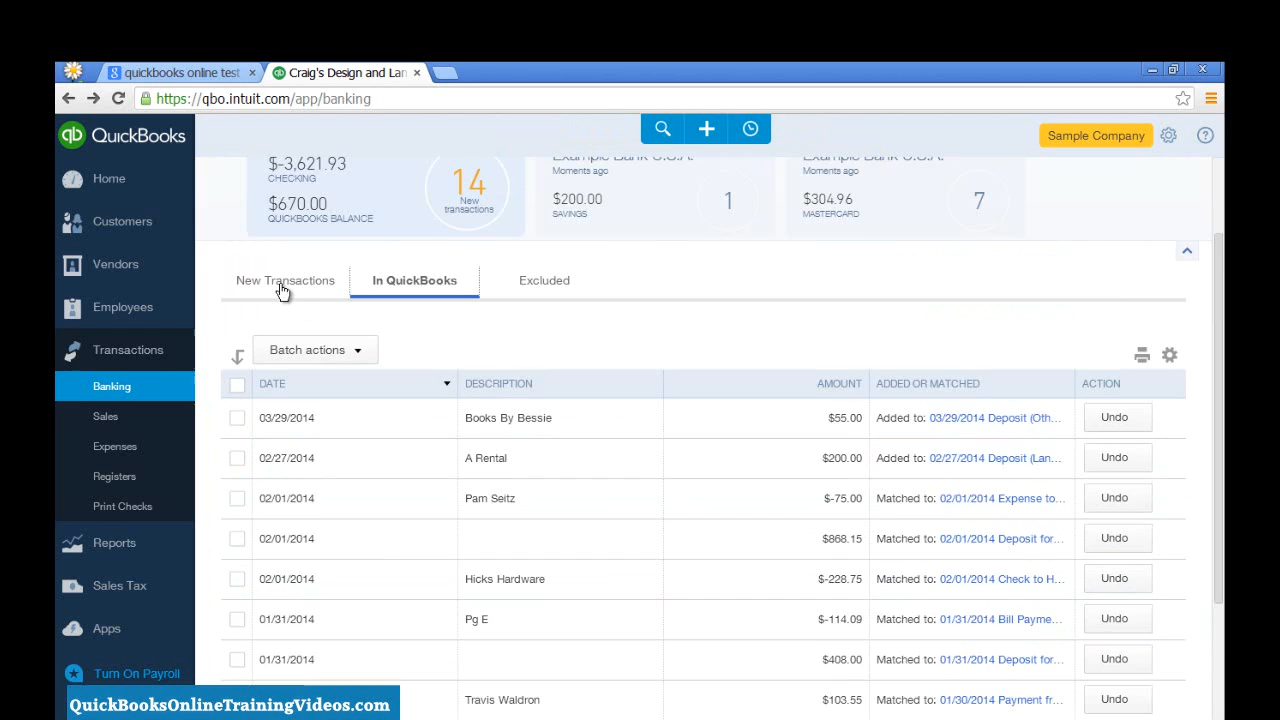 quickbooks online test
Craig's Design and Lan
https://qbo.intuit.com/app/banking
qb QuickBooks
Sample Company
Home
Customers
Vendors
Employees
Transactions
Banking
Sales
Expenses
Registers
Print Checks
Reports
Sales Tax
Apps
Turn On Payroll
$-3,621.93
CHECKING
$670.00
QUICKBOOKS BALANCE
14
New
transactions
Example Bank U.S.A.
Moments ago
$200.00
SAVINGS
1
Example Bank U.S.A.
Moments ago
$304.96
MASTERCARD
7
New Transactions In QuickBooks Excluded
Batch actions
DATE DESCRIPTION AMOUNT ADDED OR MATCHED ACTION
03/29/2014 Books By Bessie $55.00 Added to: 03/29/2014 Deposit (Oth... Undo
02/27/2014 A Rental $200.00 Added to: 02/27/2014 Deposit (Lan... Undo
02/01/2014 Pam Seitz $-75.00 Matched to: 02/01/2014 Expense to... Undo
02/01/2014 $868.15 Matched to: 02/01/2014 Deposit for... Undo
02/01/2014 Hicks Hardware $-228.75 Matched to: 02/01/2014 Check to H... Undo
01/31/2014 Pg E $-114.09 Matched to: 01/31/2014 Bill Payme... Undo
01/31/2014 $408.00 Matched to: 01/31/2014 Deposit for... Undo
Travis Waldron $103.55 Matched to: 01/30/2014 Payment fr... Undo
QuickBooksOnlineTrainingVideos.com